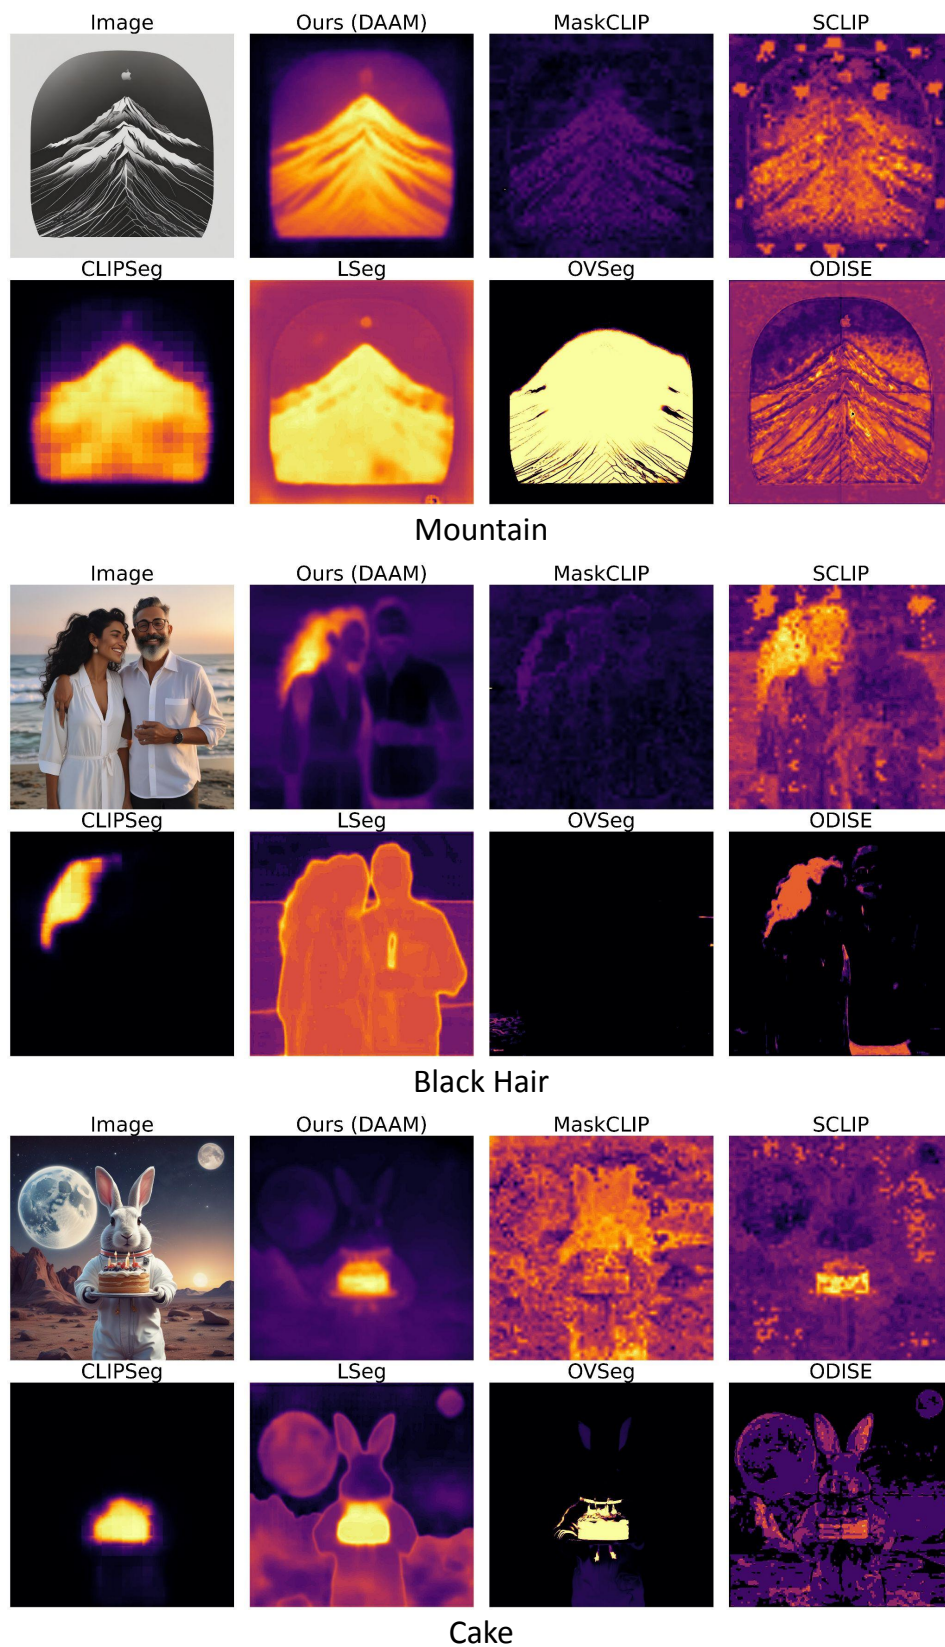 Image Ours (DAAM) MaskCLIP SCLIP
CLIPSeg LSeg OVSeg ODISE
Mountain
Image Ours (DAAM) MaskCLIP SCLIP
CLIPSeg LSeg OVSeg ODISE
Black Hair
Image Ours (DAAM) MaskCLIP SCLIP
CLIPSeg LSeg OVSeg ODISE
Cake